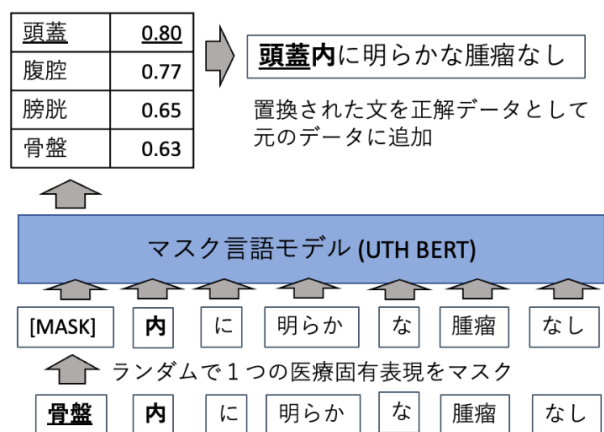 頭蓋 0.80
腹腔 0.77
膀胱 0.65
骨盤 0.63
頭蓋内に明らかな腫瘤なし
置換された文を正解データとして
元のデータに追加
マスク言語モデル (UTH BERT)
[MASK] 内 に 明らか な 腫瘤 なし
ランダムで1つの医療固有表現をマスク
骨盤 内 に 明らか な 腫瘤 なし